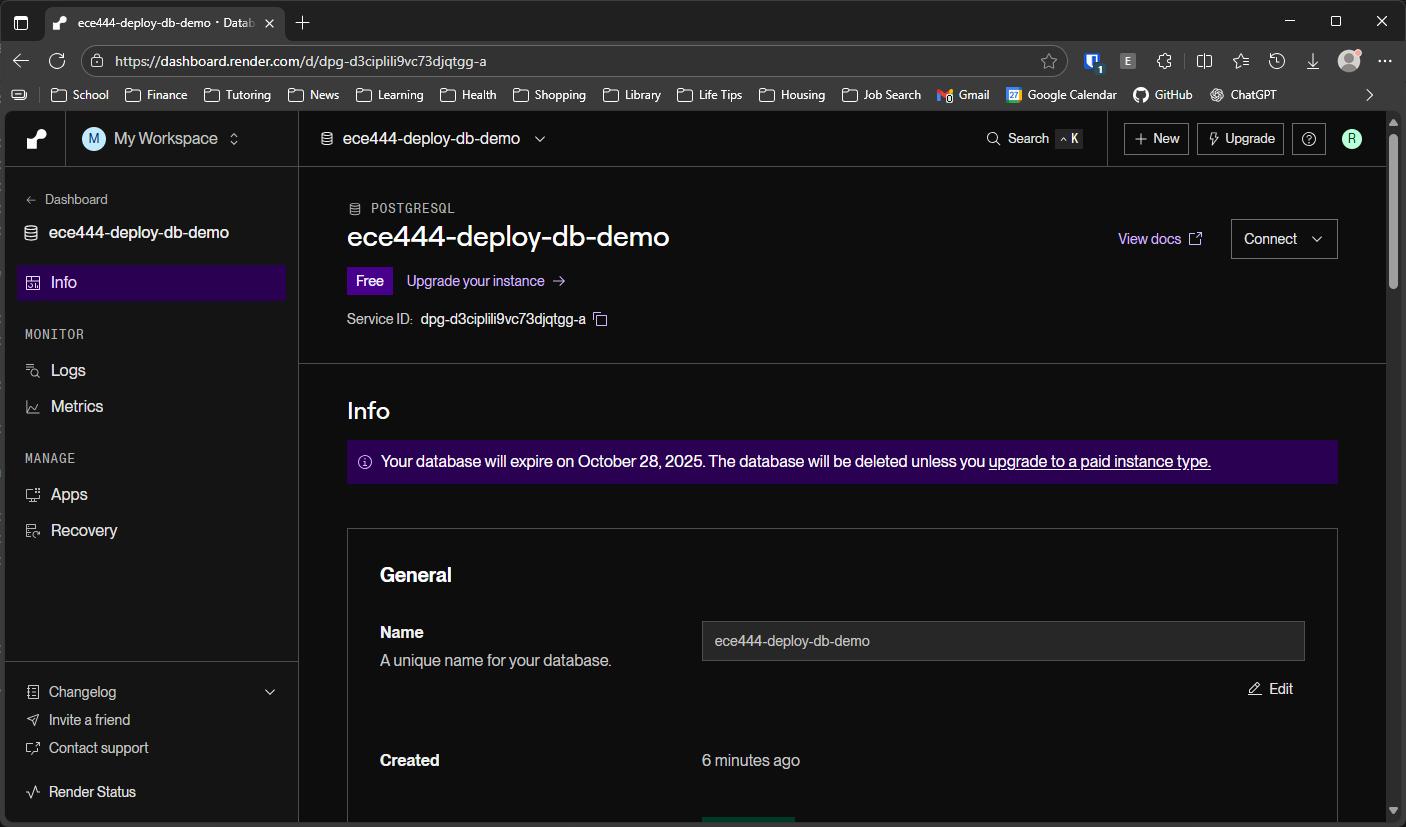 ece444-deploy-db-demo · Datab
https://dashboard.render.com/d/dpg-d3ciplili9vc73djqtgg-a
1
E
School Finance Tutoring News Learning Health Shopping Library Life Tips Housing Job Search 0 Gmail 27 Google Calendar GitHub ChatGPT
M My Workspace
ece444-deploy-db-demo
Search ^ K
+ New
Upgrade
R
← Dashboard
ece444-deploy-db-demo
Info
MONITOR
Logs
Metrics
MANAGE
Apps
Recovery
Changelog
Invite a friend
Contact support
Render Status
POSTGRESQL
ece444-deploy-db-demo
View docs
Connect
Free Upgrade your instance →
Service ID: dpg-d3ciplili9vc73djqtgg-a
Info
Your database will expire on October 28, 2025. The database will be deleted unless you upgrade to a paid instance type.
General
Name
A unique name for your database.
ece444-deploy-db-demo
Edit
Created
6 minutes ago